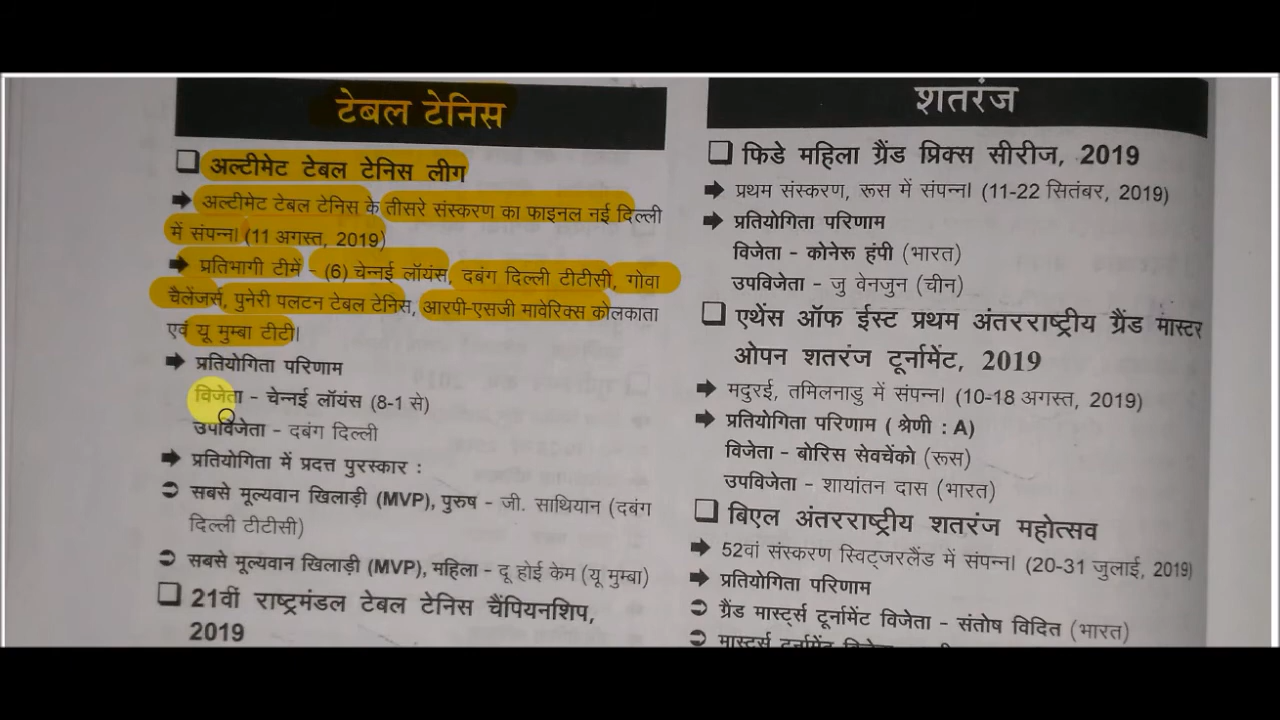 टेबल टेनिस
❑ अल्टीमेट टेबल टेनिस लीग
➡ अल्टीमेट टेबल टेनिस के तीसरे संस्करण का फाइनल नई दिल्ली
में संपन्न। (11 अगस्त, 2019)
➡ प्रतिभागी टीमें - (6) चेन्नई लॉयंस, दबंग दिल्ली टीटीसी, गोवा
चैलेंजर्स, पुनेरी पलटन टेबल टेनिस, आरपी-एसजी मावेरिक्स कोलकाता
एवं यू मुम्बा टीटी।
➡ प्रतियोगिता परिणाम
विजेता - चेन्नई लॉयंस (8-1 से)
उपविजेता - दबंग दिल्ली
➡ प्रतियोगिता में प्रदत्त पुरस्कार :
➲ सबसे मूल्यवान खिलाड़ी (MVP), पुरुष - जी. साथियान (दबंग
दिल्ली टीटीसी)
➲ सबसे मूल्यवान खिलाड़ी (MVP), महिला - दू होई केम (यू मुम्बा)
❑ 21वीं राष्ट्रमंडल टेबल टेनिस चैंपियनशिप,
2019
शतरंज
❑ फिडे महिला ग्रैंड प्रिक्स सीरीज, 2019
➡ प्रथम संस्करण, रूस में संपन्न। (11-22 सितंबर, 2019)
➡ प्रतियोगिता परिणाम
विजेता - कोनेरू हंपी (भारत)
उपविजेता - जु वेनजुन (चीन)
❑ एथेंस ऑफ ईस्ट प्रथम अंतरराष्ट्रीय ग्रैंड मास्टर
ओपन शतरंज टूर्नामेंट, 2019
➡ मदुरई, तमिलनाडु में संपन्न। (10-18 अगस्त, 2019)
➡ प्रतियोगिता परिणाम ( श्रेणी : A)
विजेता - बोरिस सेवचेंको (रूस)
उपविजेता - शायांतन दास (भारत)
❑ बिएल अंतरराष्ट्रीय शतरंज महोत्सव
➡ 52वां संस्करण स्विट्जरलैंड में संपन्न। (20-31 जुलाई, 2019)
➡ प्रतियोगिता परिणाम
➲ ग्रैंड मास्टर्स टूर्नामेंट विजेता - संतोष विदित (भारत)
➲ मास्टर्स टूर्नामेंट विजेता